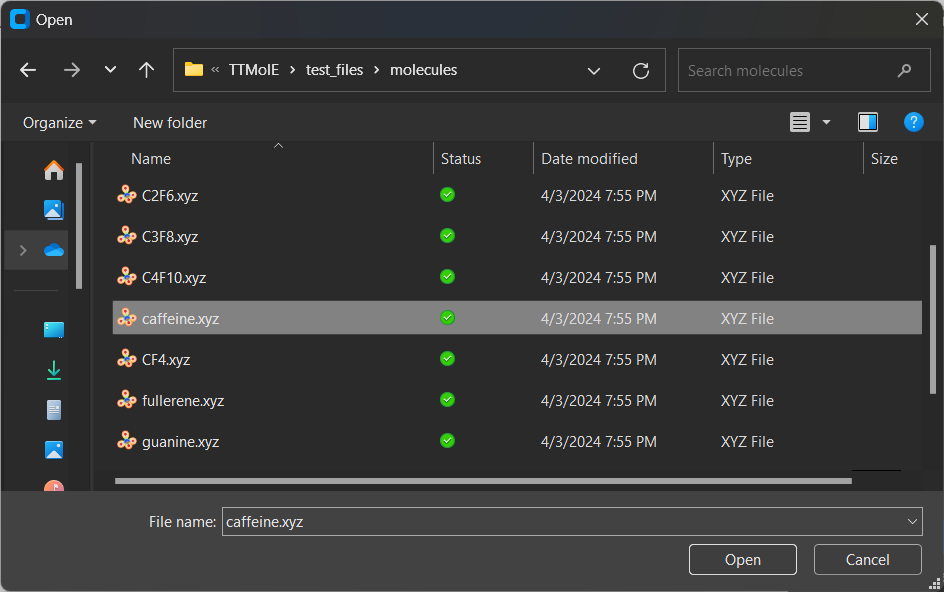 Open
« TTMolE > test_files > molecules
Search molecules
Organize
New folder
?
Name Status Date modified Type Size
C2F6.xyz 4/3/2024 7:55 PM XYZ File
C3F8.xyz 4/3/2024 7:55 PM XYZ File
C4F10.xyz 4/3/2024 7:55 PM XYZ File
caffeine.xyz 4/3/2024 7:55 PM XYZ File
CF4.xyz 4/3/2024 7:55 PM XYZ File
fullerene.xyz 4/3/2024 7:55 PM XYZ File
guanine.xyz 4/3/2024 7:55 PM XYZ File
File name: caffeine.xyz
Open Cancel